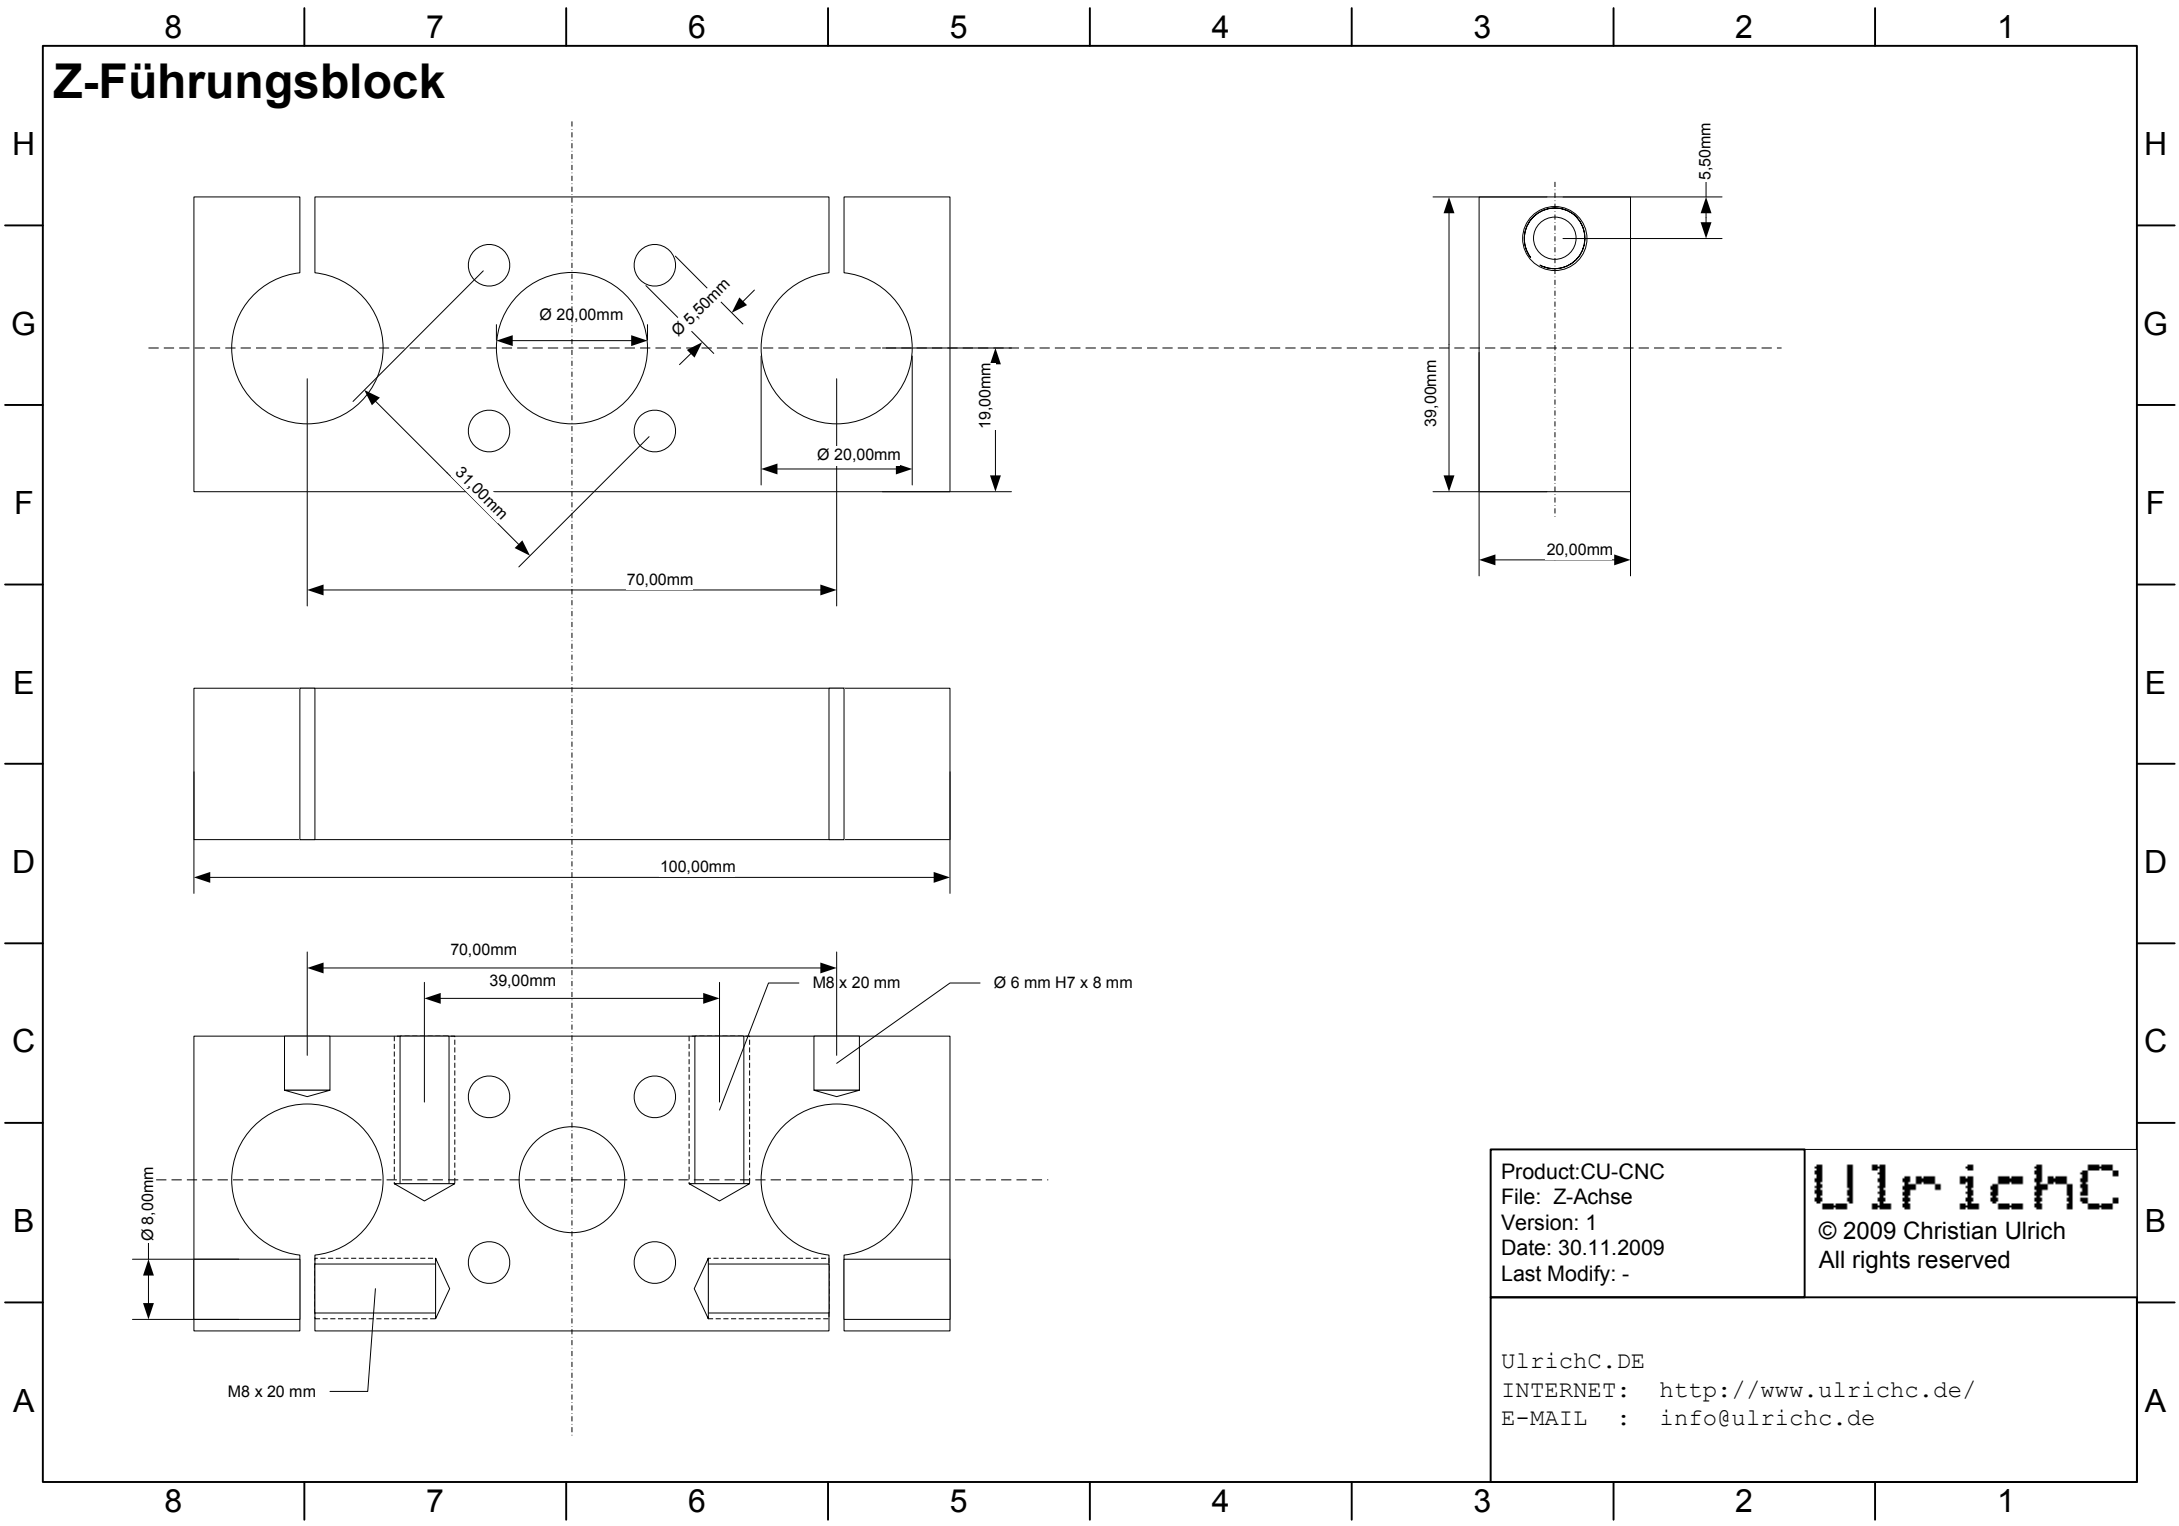 8 7 6 5 4 3 2 1
Z-Führungsblock
H H
5,50mm
G G
Ø 20,00mm
Ø 5,50mm
19,00mm
39,00mm
Ø 20,00mm
31,00mm
F F
20,00mm
70,00mm
E E
D D
100,00mm
70,00mm
39,00mm
M8 x 20 mm
Ø 6 mm H7 x 8 mm
C C
Ø 8,00mm
B B
M8 x 20 mm
A A
Product:CU-CNC
File: Z-Achse
Version: 1
Date: 30.11.2009
Last Modify: -
UlrichC
© 2009 Christian Ulrich
All rights reserved
UlrichC.DE
INTERNET: http://www.ulrichc.de/
E-MAIL : info@ulrichc.de
8 7 6 5 4 3 2 1